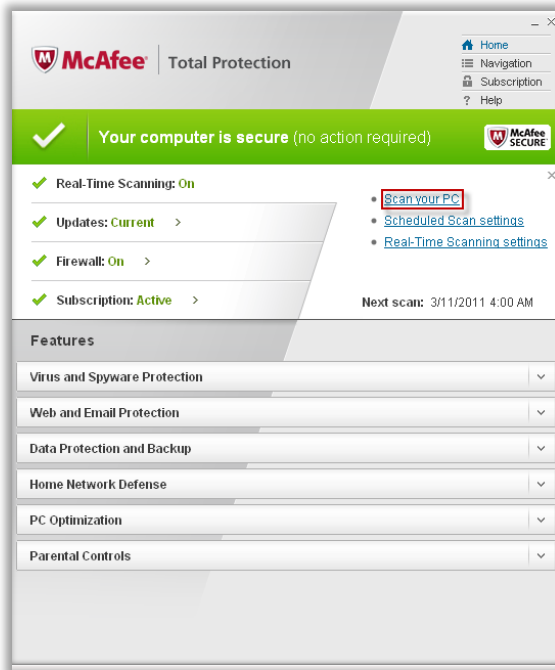 McAfee® Total Protection
Home
Navigation
Subscription
? Help
Your computer is secure (no action required)
McAfee SECURE
Real-Time Scanning: On
Updates: Current >
Firewall: On >
Subscription: Active >
Scan your PC
Scheduled Scan settings
Real-Time Scanning settings
Next scan: 3/11/2011 4:00 AM
Features
Virus and Spyware Protection
Web and Email Protection
Data Protection and Backup
Home Network Defense
PC Optimization
Parental Controls